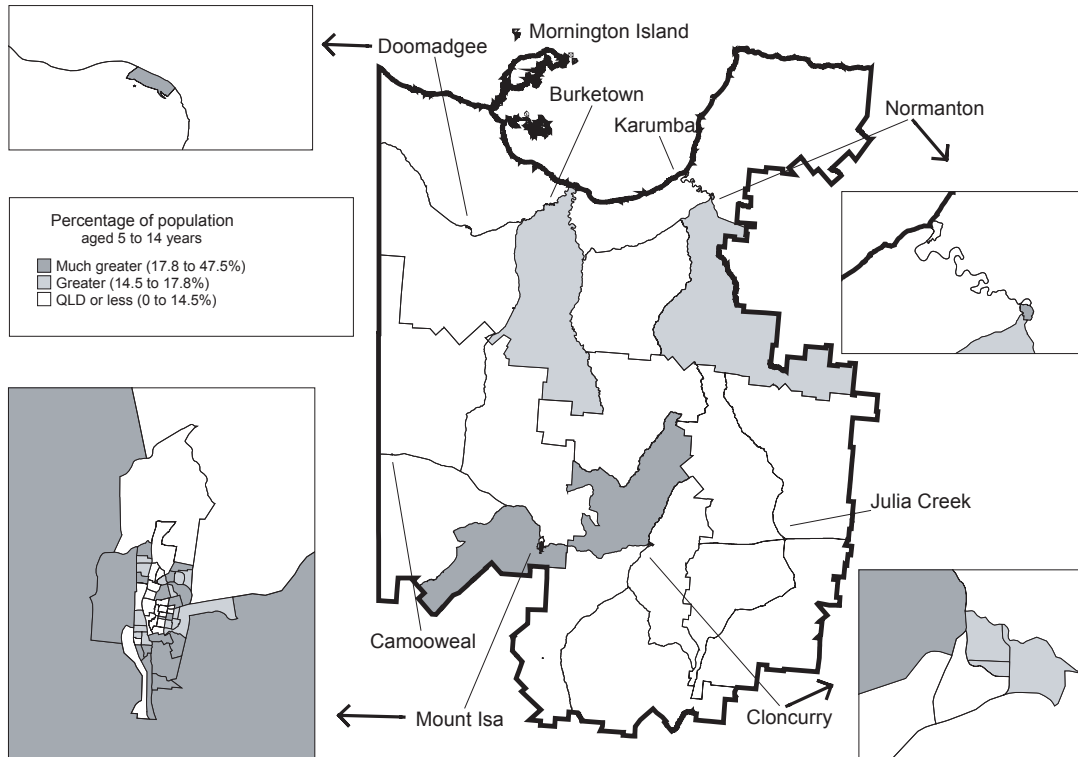 Mornington Island
Doomadgee
Burketown
Karumba
Normanton
Percentage of population
aged 5 to 14 years
Much greater (17.8 to 47.5%)
Greater (14.5 to 17.8%)
QLD or less (0 to 14.5%)
Julia Creek
Camooweal
Mount Isa
Cloncurry